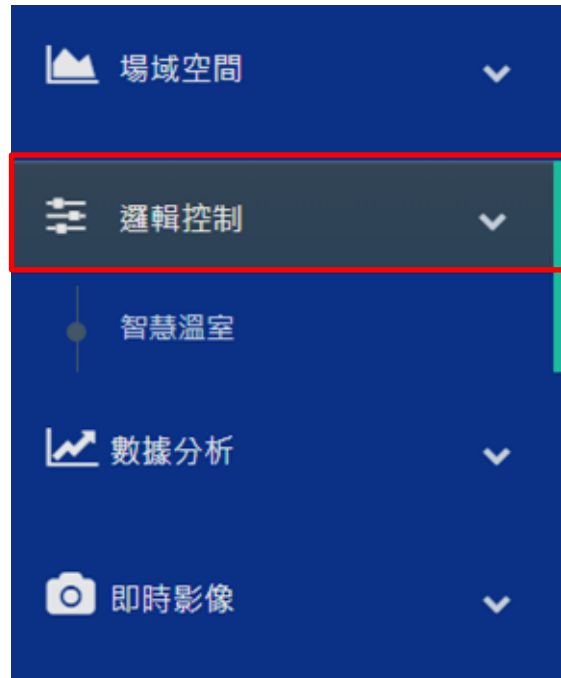 場域空間
邏輯控制
智慧溫室
數據分析
即時影像